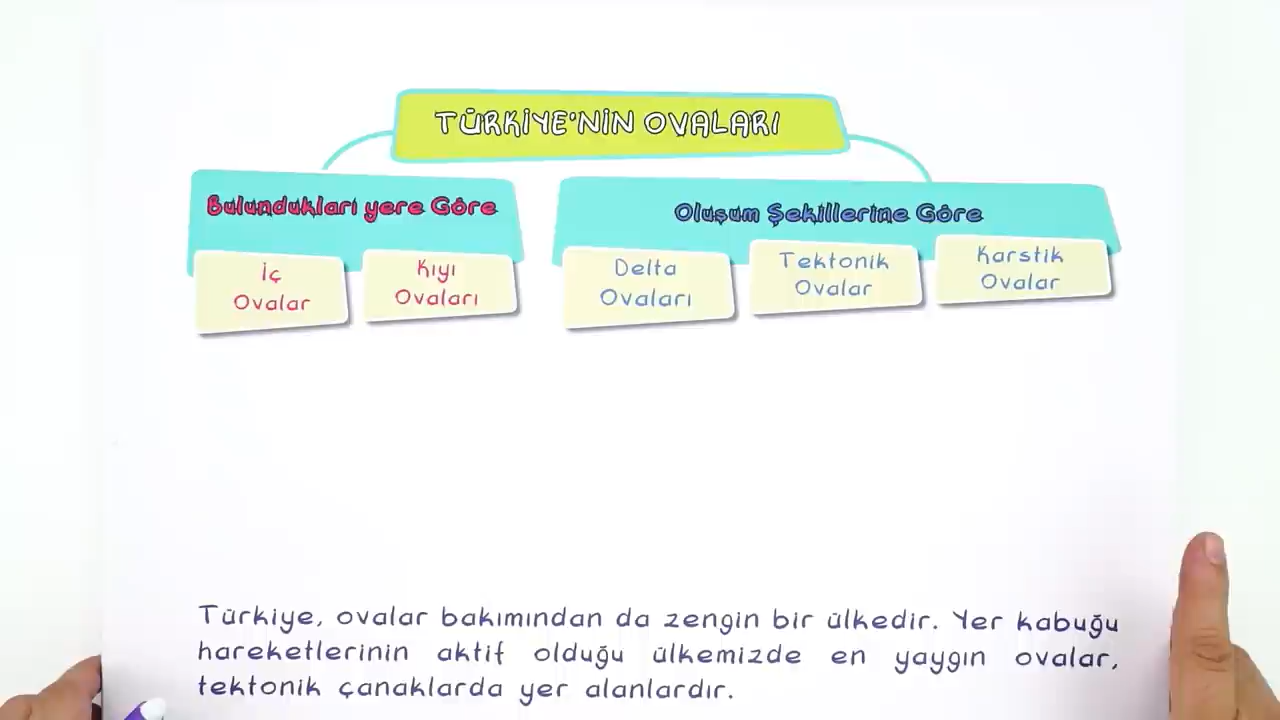 TÜRKİYE'NİN OVALARI
Bulundukları yere Göre
İç
Ovalar
Kıyı
Ovaları
Oluşum Şekillerine Göre
Delta
Ovaları
Tektonik
Ovalar
Karstik
Ovalar
Türkiye, ovalar bakımından da zengin bir ülkedir. Yer kabuğu
hareketlerinin aktif olduğu ülkemizde en yaygın ovalar,
tektonik çanaklarda yer alanlardır.